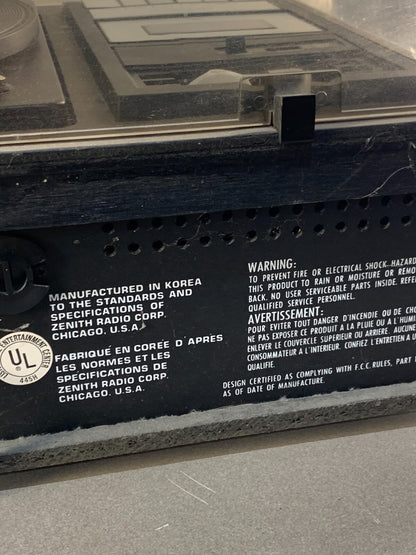 MANUFACTURED IN KOREA
TO THE STANDARDS AND
SPECIFICATIONS OF
ZENITH RADIO CORP.
CHICAGO. U.S.A.
FABRIQUÉ EN CORÉE D'APRES
LES NORMES ET LES
SPECIFICATIONS DE
ZENITH RADIO CORP.
CHICAGO. U.S.A.
ENTERTAINMENT CENTER
UL
445H
WARNING:
TO PREVENT FIRE OR ELECTRICAL SHOCK HAZARD
THIS PRODUCT TO RAIN OR MOISTURE OR REMO
BACK. NO USER SERVICEABLE PARTS INSIDE. REFE
QUALIFIED SERVICE PERSONNEL.
AVERTISSEMENT:
POUR EVITER TOUT DANGER D'INCENDIE OU DE CHO
NE PAS EXPOSER CE PRODUIT A LA PLUIE OU A L'HUMI
ENLEVER LE COUVERCLE SUPERIEUR OU ARRIERE. AUCUN
CONSOMMATEUR A L'INTERIEUR. CONFIEZ L'ENTRETIEN A U
QUALIFIE.
DESIGN CERTIFIED AS COMPLYING WITH F.C.C. RULES, PART
AS OF DATE OF MANUFACTURE.